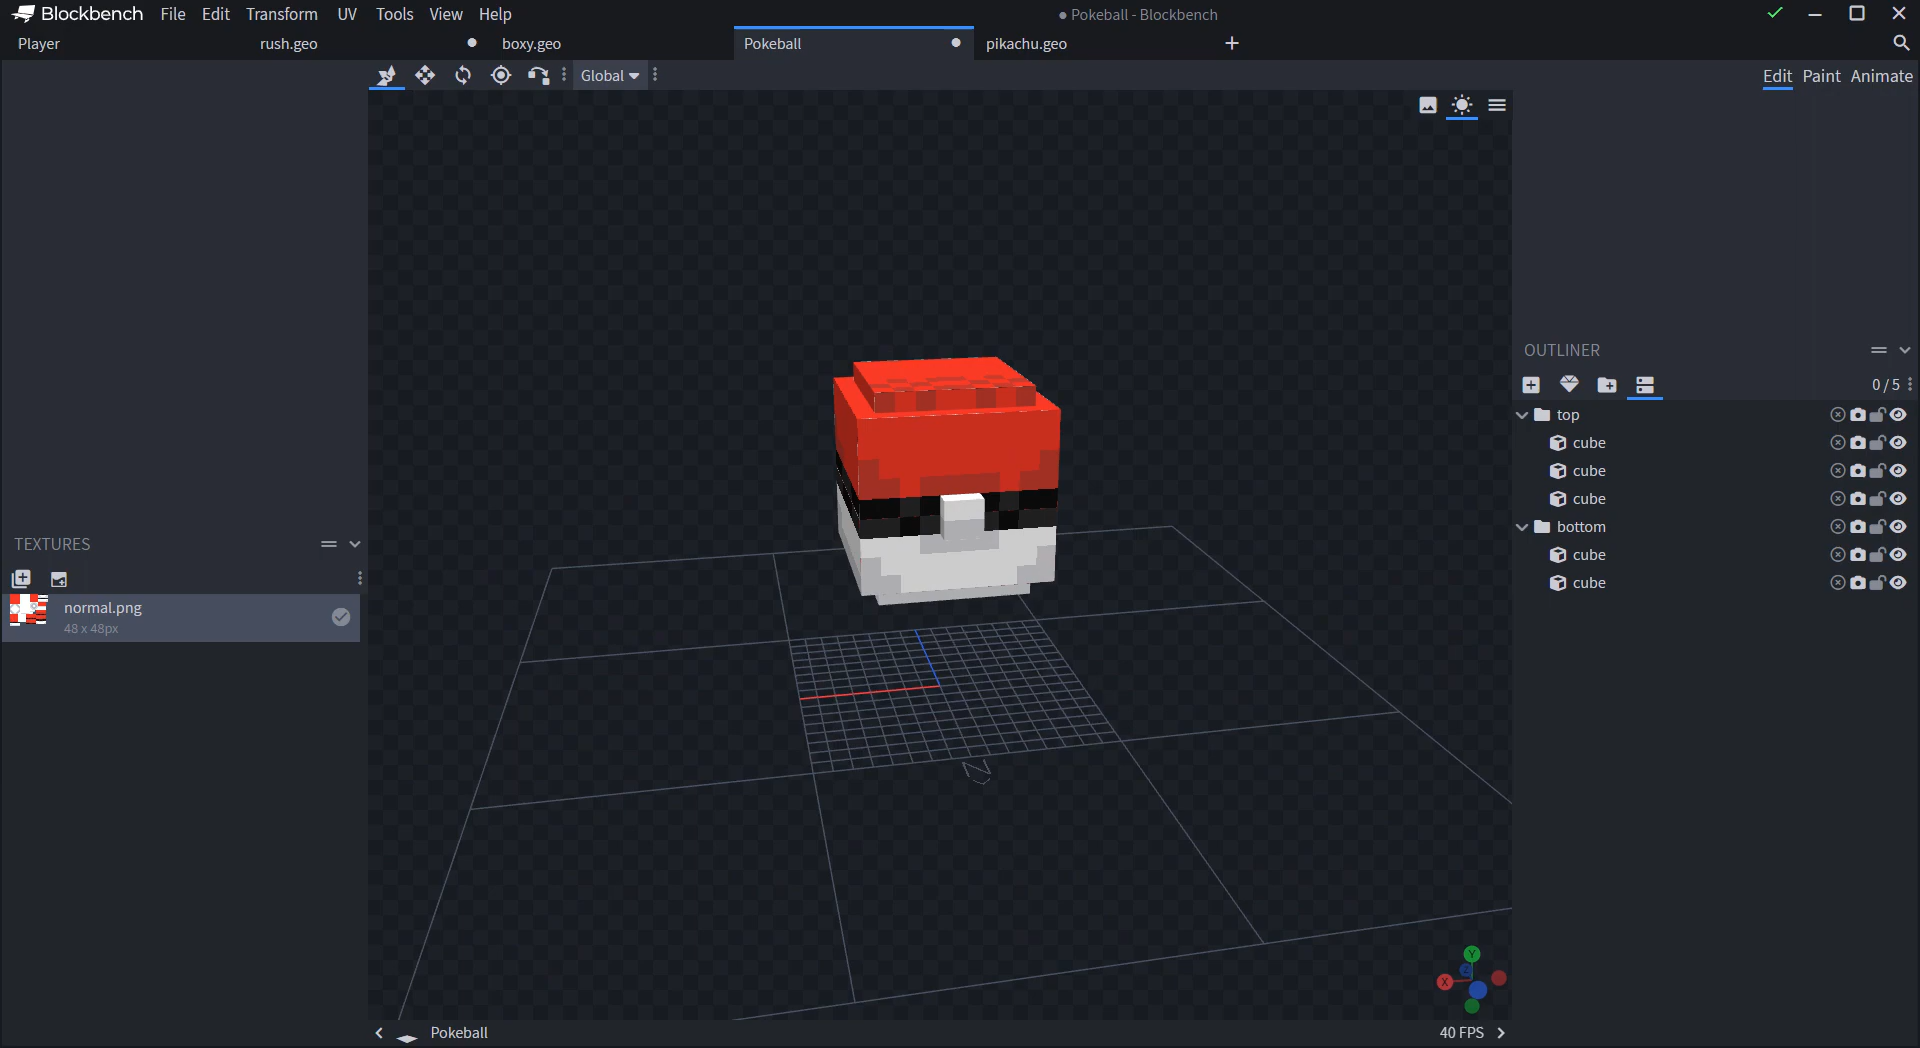 Blockbench File Edit Transform UV Tools View Help Pokeball - Blockbench
Player rush.geo boxy.geo Pokeball pikachu.geo
Global Edit Paint Animate
OUTLINER
0 / 5
top
cube
cube
cube
bottom
cube
cube
TEXTURES
normal.png
48 x 48px
N
Y
Z
X
Pokeball 40 FPS